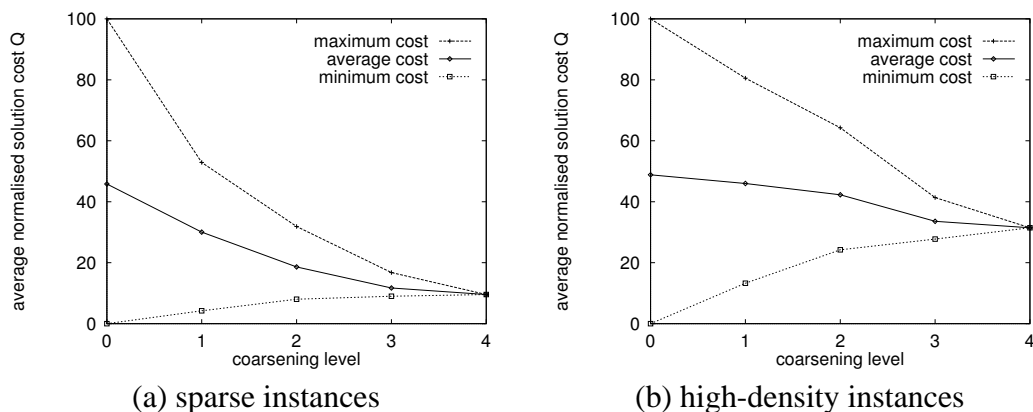 average normalised solution cost Q
100
80
60
40
20
0
0 1 2 3 4
coarsening level
maximum cost
average cost
minimum cost
(a) sparse instances
average normalised solution cost Q
100
80
60
40
20
0
0 1 2 3 4
coarsening level
maximum cost
average cost
minimum cost
(b) high-density instances